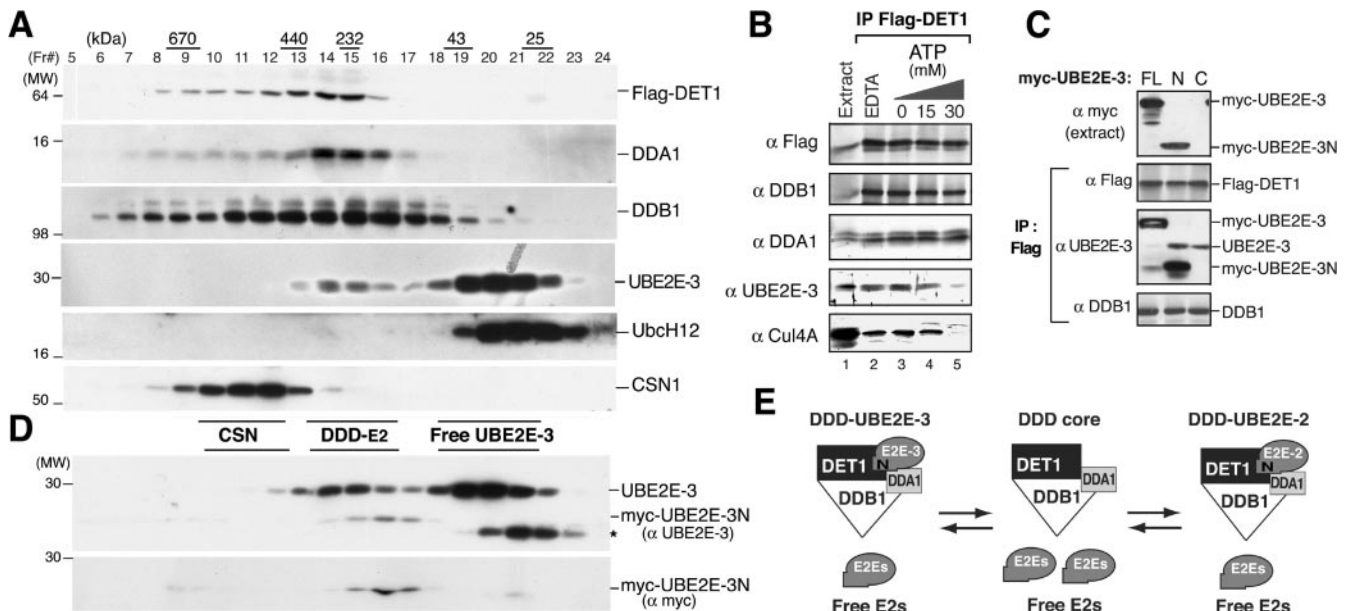 A
(kDa) 670 440 232 43 25
(Fr#) 5 6 7 8 9 10 11 12 13 14 15 16 17 18 19 20 21 22 23 24
(MW)
64
Flag-DET1
16
DDA1
DDB1
98
30
UBE2E-3
UbcH12
16
CSN1
50
B
IP Flag-DET1
ATP
(mM)
Extract EDTA 0 15 30
α Flag
α DDB1
α DDA1
α UBE2E-3
α Cul4A
1 2 3 4 5
C
myc-UBE2E-3: FL N C
α myc
(extract)
myc-UBE2E-3
myc-UBE2E-3N
IP :
Flag
α Flag
Flag-DET1
α UBE2E-3
myc-UBE2E-3
UBE2E-3
myc-UBE2E-3N
α DDB1
DDB1
D
CSN DDD-E2 Free UBE2E-3
(MW)
30
UBE2E-3
myc-UBE2E-3N
* (α UBE2E-3)
30
myc-UBE2E-3N
(α myc)
E
DDD-UBE2E-3 DDD core DDD-UBE2E-2
DET1 N E2E-3 DDA1 DDB1
DET1 DDA1 DDB1
DET1 N E2E-2 DDA1 DDB1
E2Es E2Es E2Es E2Es
Free E2s Free E2s Free E2s